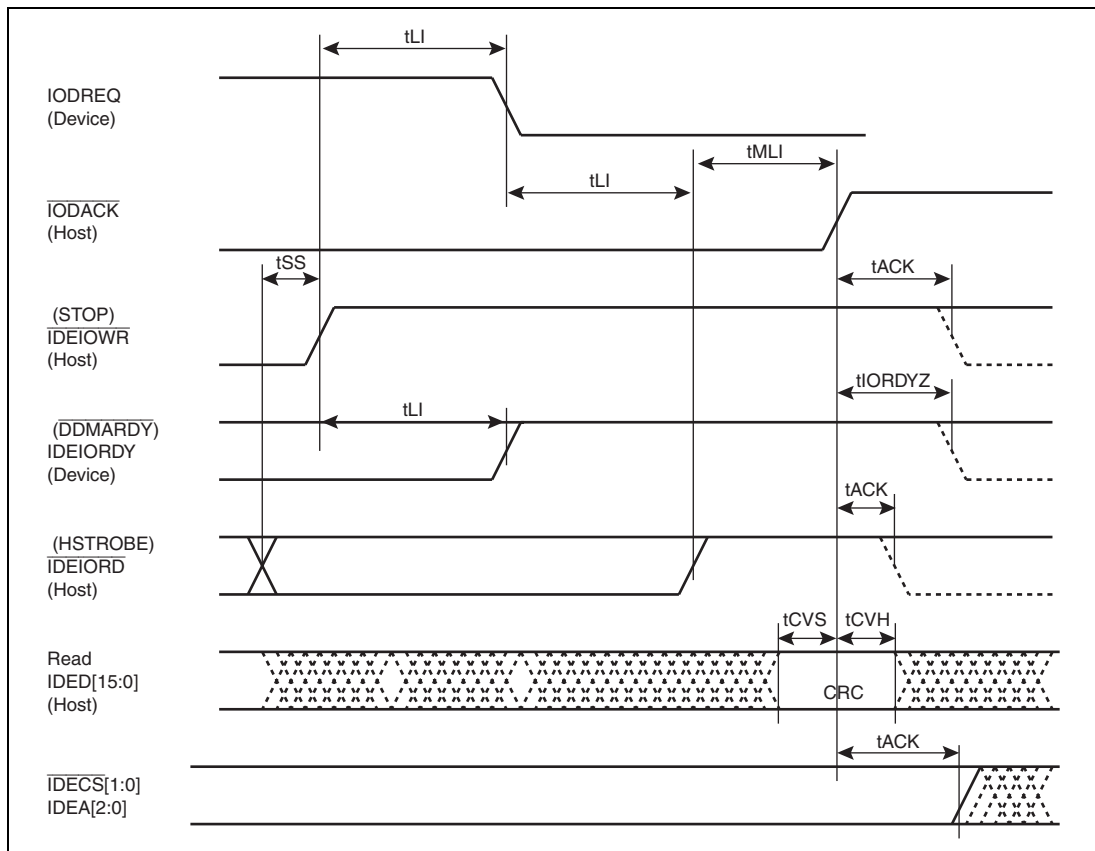 tLI
IODREQ
(Device)
tMLI
tLI
IODACK
(Host)
tSS
tACK
(STOP)
IDEIOWR
(Host)
tIORDYZ
tLI
(DDMARDY)
IDEIORDY
(Device)
tACK
(HSTROBE)
IDEIORD
(Host)
tCVS tCVH
Read
IDED[15:0]
(Host)
CRC
tACK
IDECS[1:0]
IDEA[2:0]